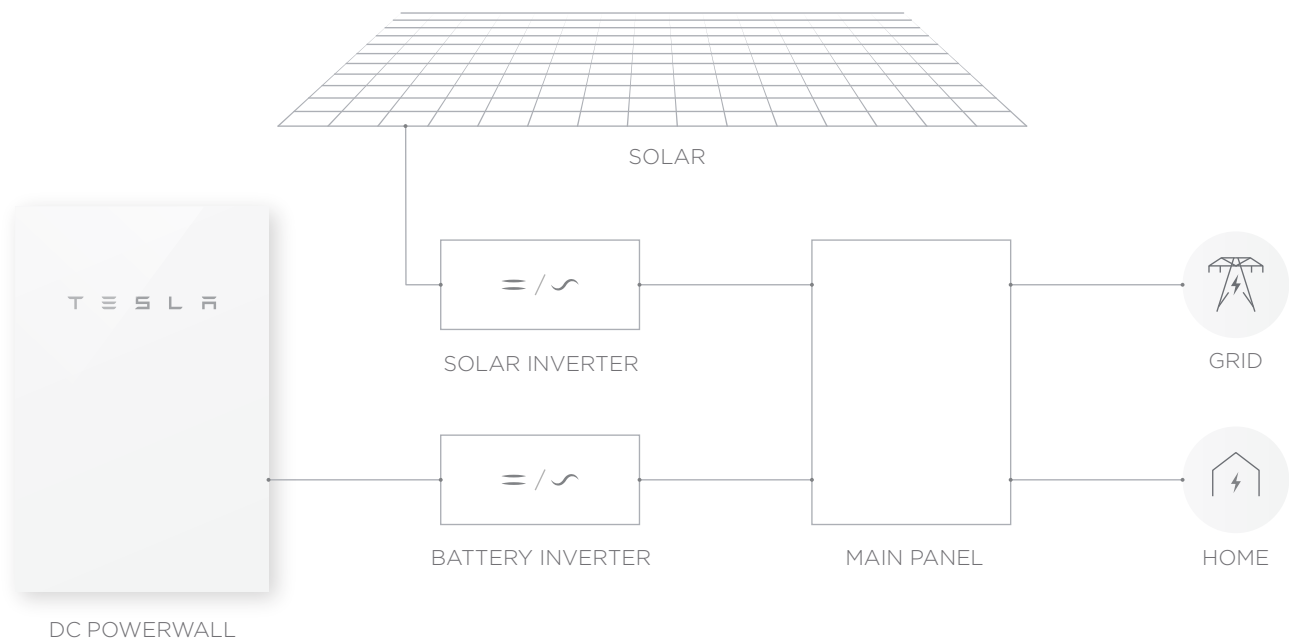 SOLAR
TESLA
SOLAR INVERTER
GRID
BATTERY INVERTER
MAIN PANEL
HOME
DC POWERWALL